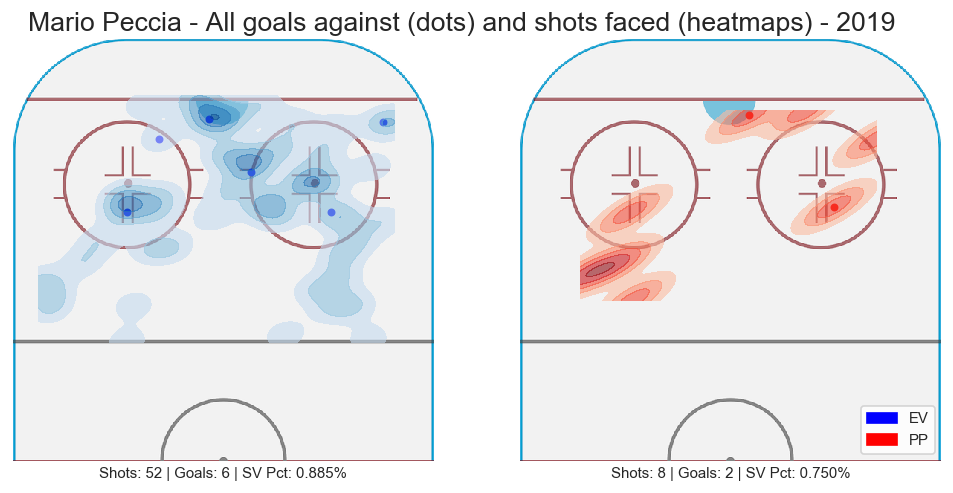 Mario Peccia - All goals against (dots) and shots faced (heatmaps) - 2019
EV
PP
Shots: 52 | Goals: 6 | SV Pct: 0.885%
Shots: 8 | Goals: 2 | SV Pct: 0.750%